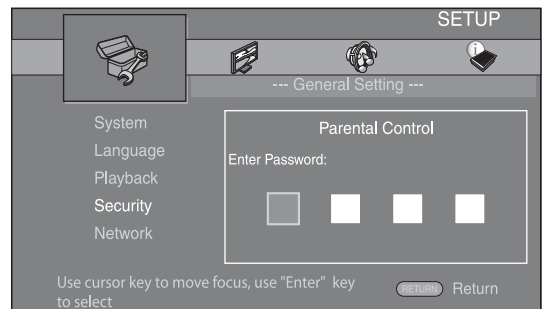 SETUP
--- General Setting ---
System
Language
Playback
Security
Network
Parental Control
Enter Password:
Use cursor key to move focus, use "Enter" key
to select
RETURN Return